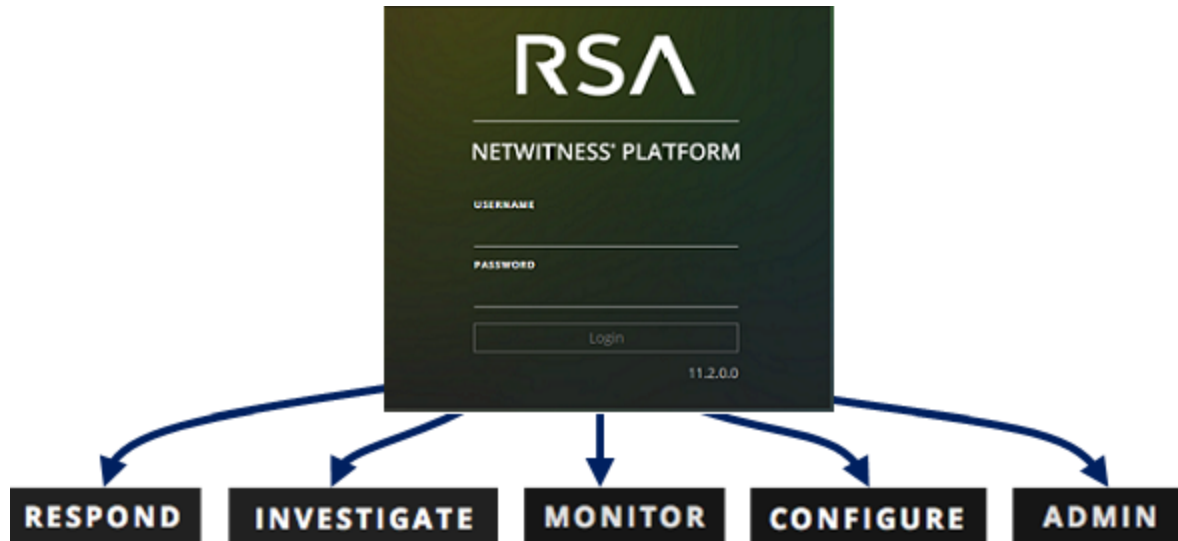 RSA
NETWITNESS® PLATFORM
USERNAME
PASSWORD
Login
11.2.0.0
RESPOND INVESTIGATE MONITOR CONFIGURE ADMIN